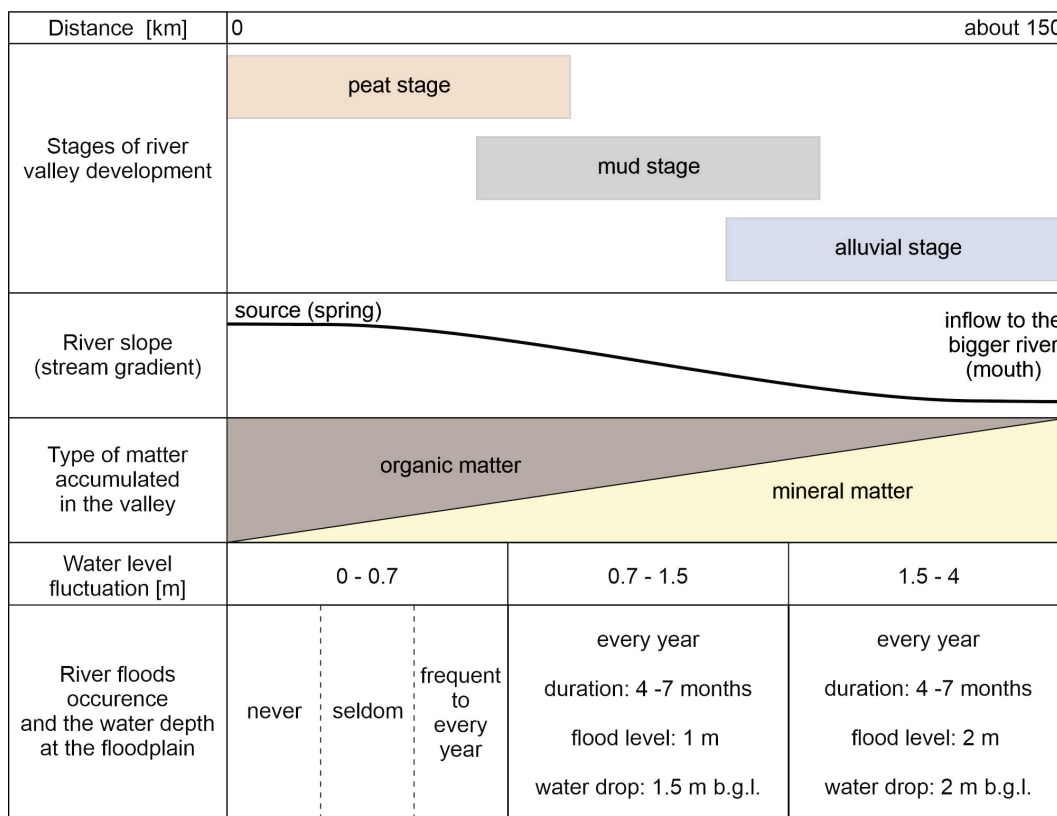 Distance [km]
0
about 150
Stages of river
valley development
peat stage
mud stage
alluvial stage
River slope
(stream gradient)
source (spring)
inflow to the
bigger river
(mouth)
Type of matter
accumulated
in the valley
organic matter
mineral matter
Water level
fluctuation [m]
0 - 0.7
0.7 - 1.5
1.5 - 4
River floods
occurence
and the water depth
at the floodplain
never
seldom
frequent
to
every
year
every year
duration: 4 -7 months
flood level: 1 m
water drop: 1.5 m b.g.l.
every year
duration: 4 -7 months
flood level: 2 m
water drop: 2 m b.g.l.